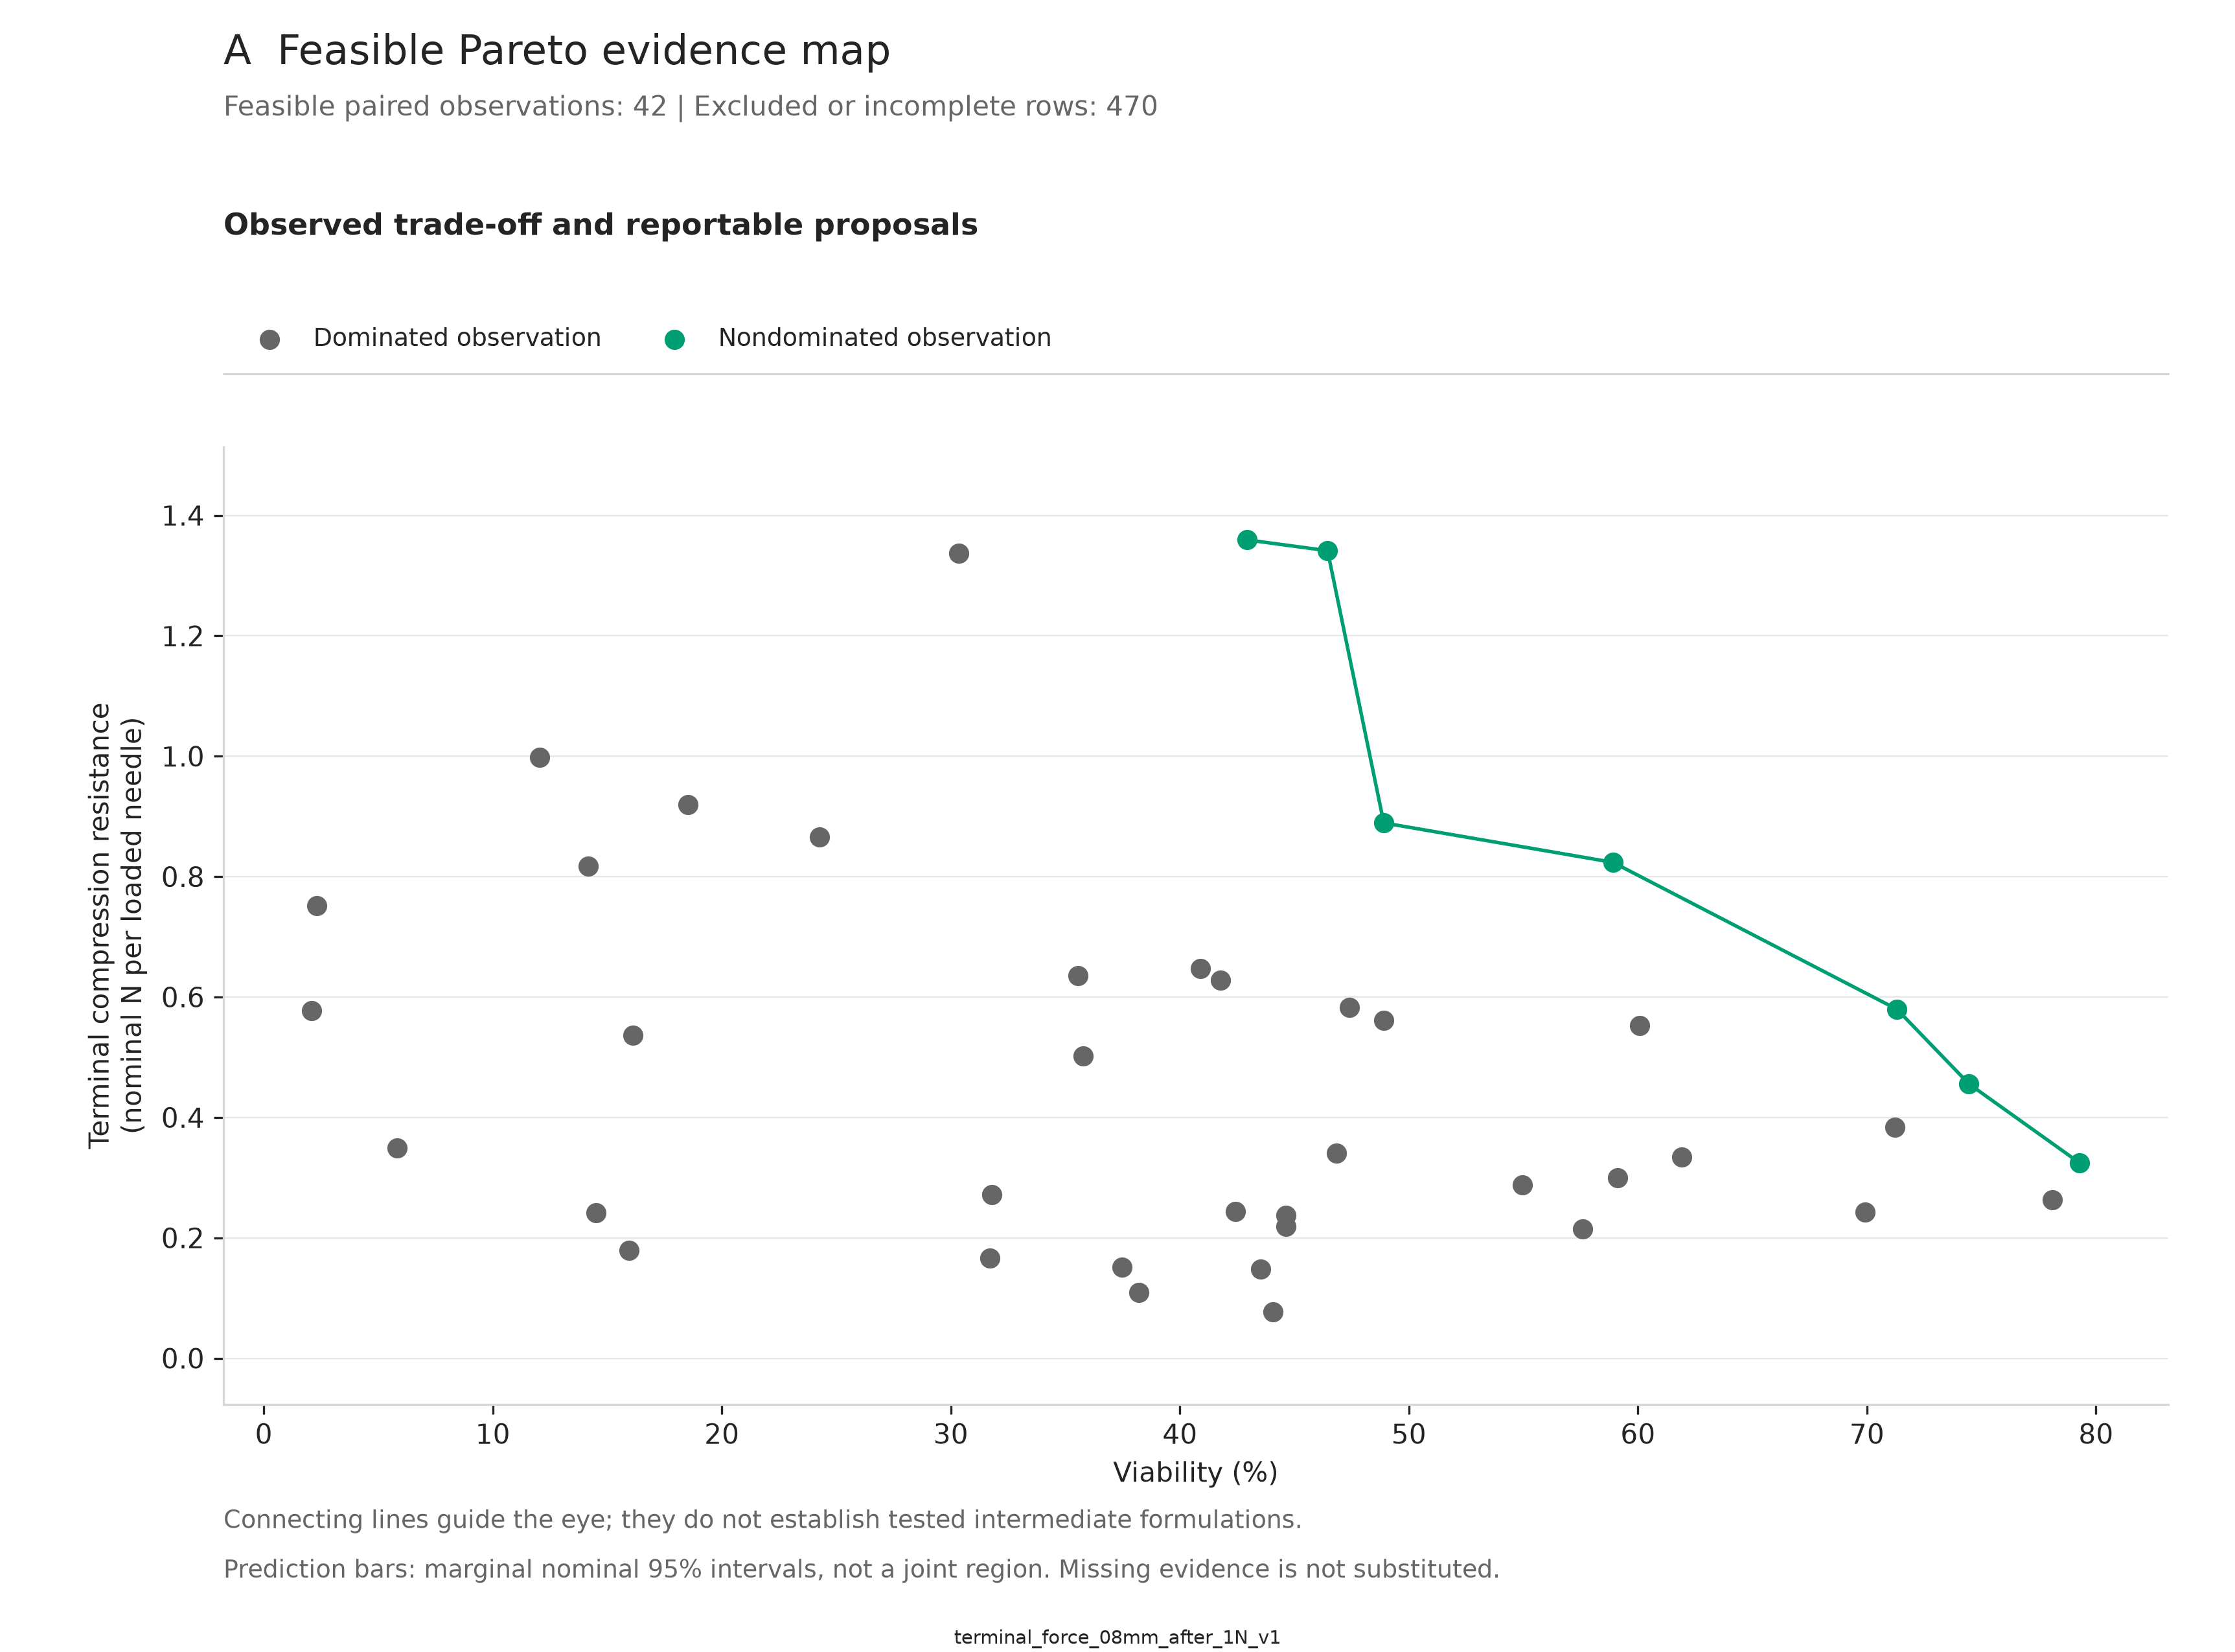 A  Feasible Pareto evidence map
Feasible paired observations: 42 | Excluded or incomplete rows: 470
Observed trade-off and reportable proposals
Dominated observation
Nondominated observation
1.4
1.2
1.0
0.8
0.6
0.4
0.2
0.0
Terminal compression resistance
(nominal N per loaded needle)
0 10 20 30 40 50 60 70 80
Viability (%)
Connecting lines guide the eye; they do not establish tested intermediate formulations.
Prediction bars: marginal nominal 95% intervals, not a joint region. Missing evidence is not substituted.
terminal_force_08mm_after_1N_v1